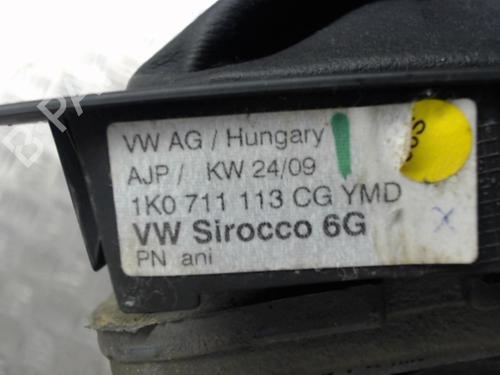 VW AG / Hungary
AJP / KW 24/09
1K0 711 113 CG YMD
VW Sirocco 6G
PN ani